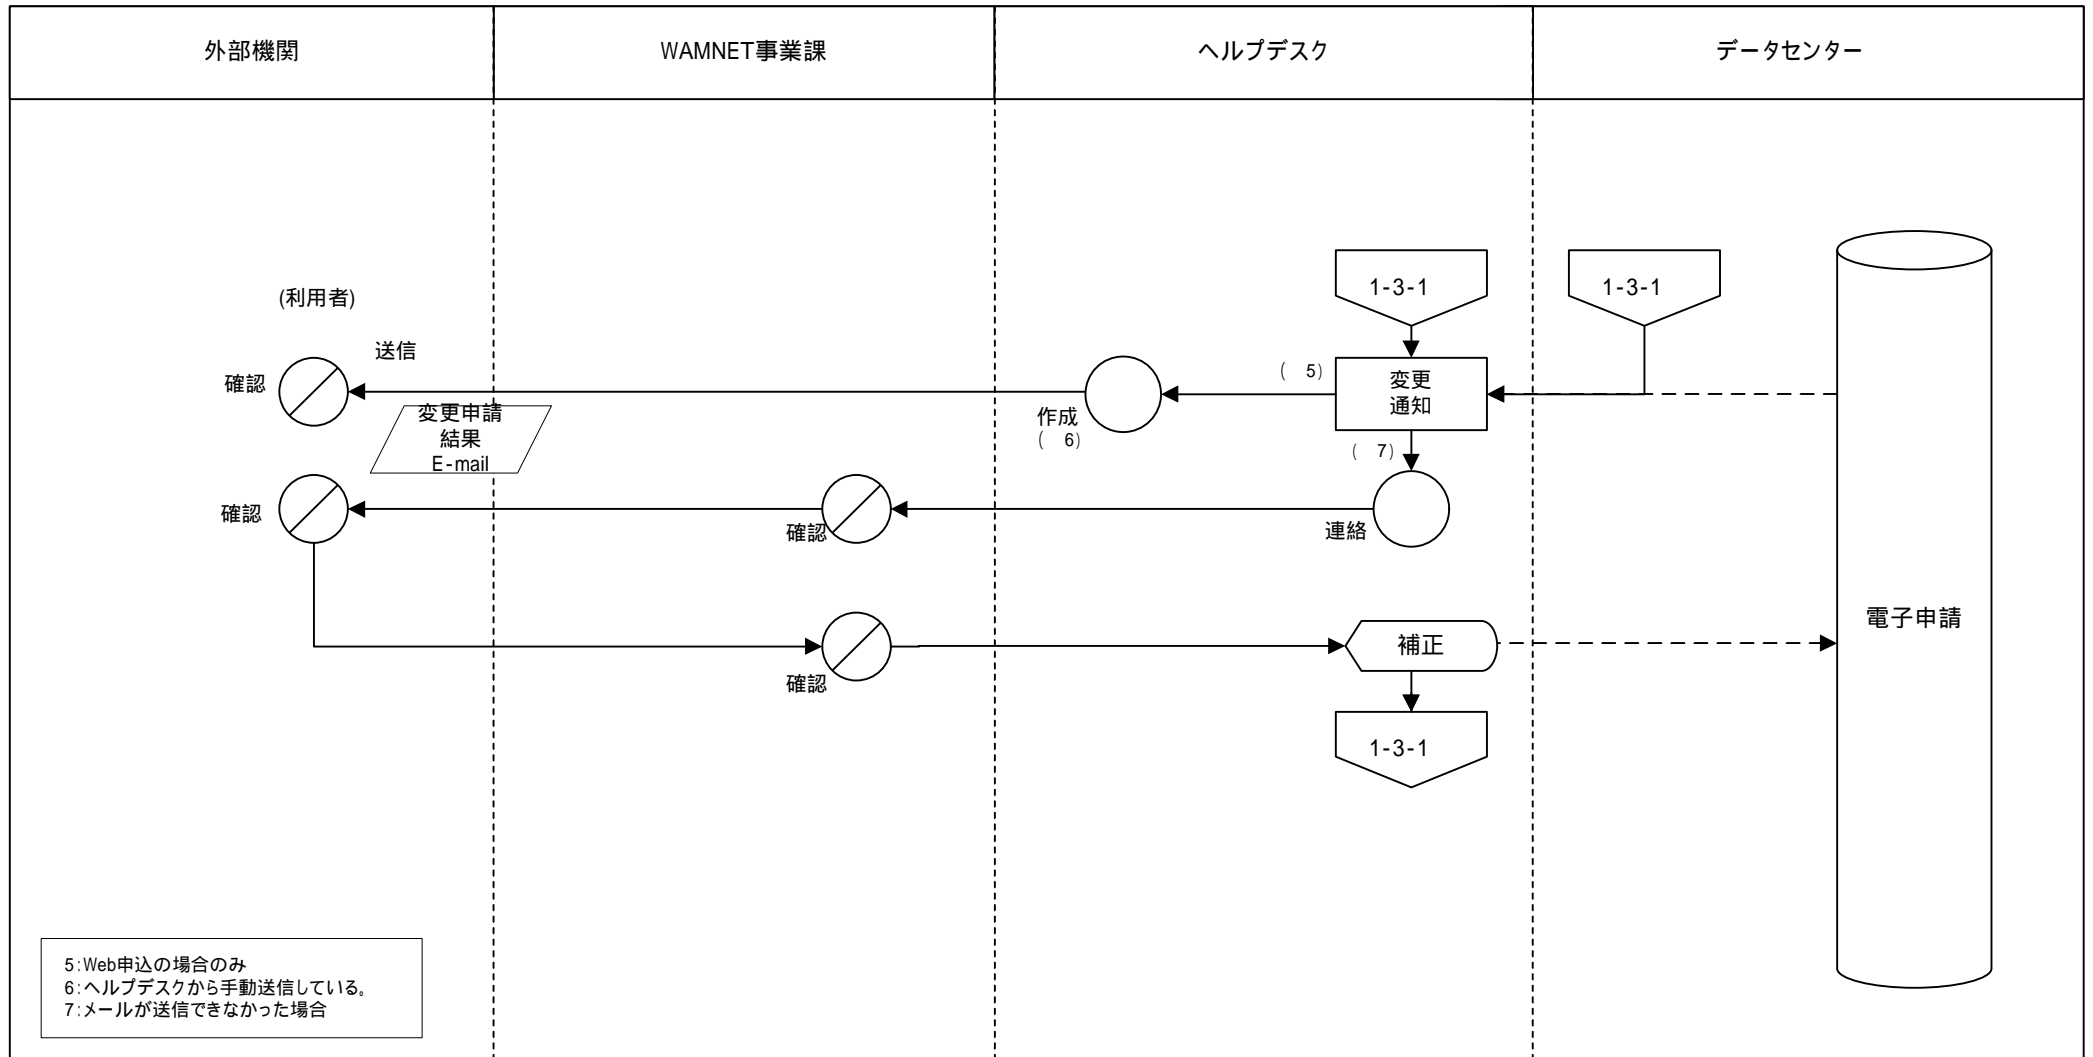 外部機関
WAMNET事業課
ヘルプデスク
データセンター
1-3-1
1-3-1
(利用者)
送信
確認
( 5)
変更
通知
変更申請
結果
E-mail
作成
( 6)
( 7)
確認
確認
連絡
電子申請
補正
確認
1-3-1
5:Web申込の場合のみ
6:ヘルプデスクから手動送信している。
7:メールが送信できなかった場合